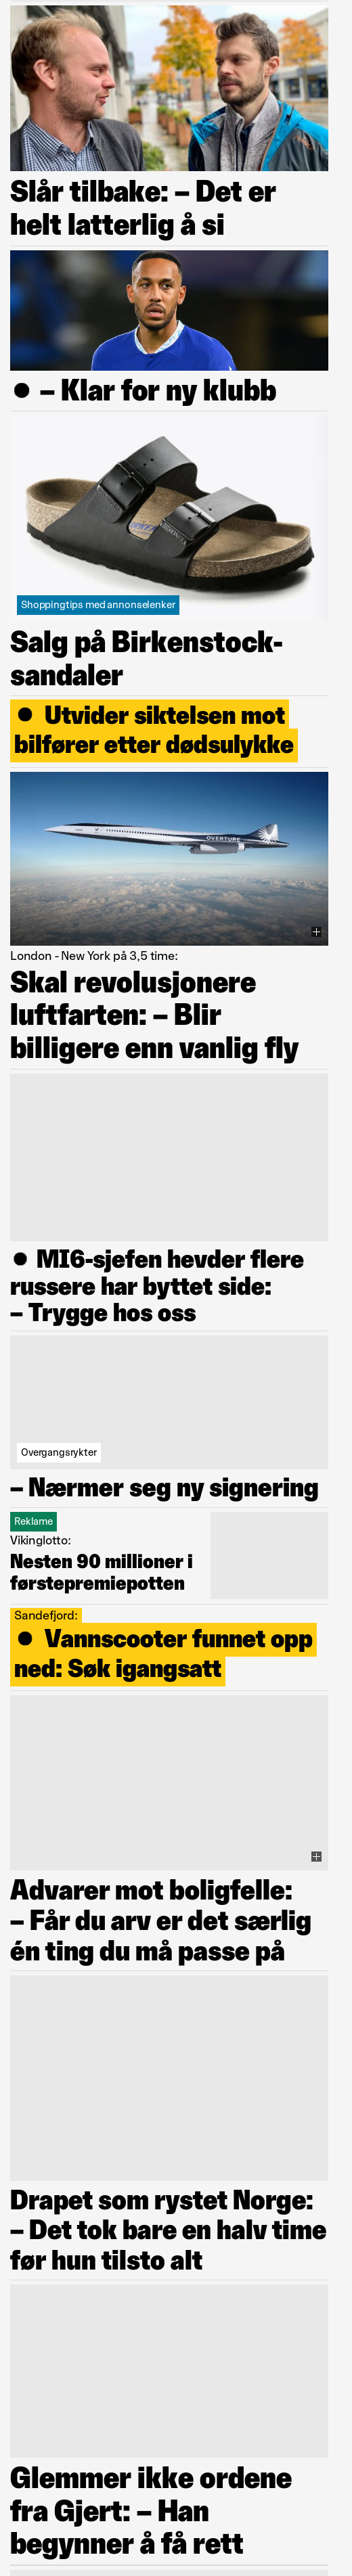 Slår tilbake: – Det er
helt latterlig å si
● – Klar for ny klubb
Shoppingtips med annonselenker
Salg på Birkenstock-
sandaler
● Utvider siktelsen mot
bilfører etter dødsulykke
OVERTURE
London - New York på 3,5 time:
Skal revolusjonere
luftfarten: – Blir
billigere enn vanlig fly
● MI6-sjefen hevder flere
russere har byttet side:
– Trygge hos oss
Overgangsrykter
– Nærmer seg ny signering
Reklame
Vikinglotto:
Nesten 90 millioner i
førstepremiepotten
Sandefjord:
● Vannscooter funnet opp
ned: Søk igangsatt
Advarer mot boligfelle:
– Får du arv er det særlig
én ting du må passe på
Drapet som rystet Norge:
– Det tok bare en halv time
før hun tilsto alt
Glemmer ikke ordene
fra Gjert: – Han
begynner å få rett